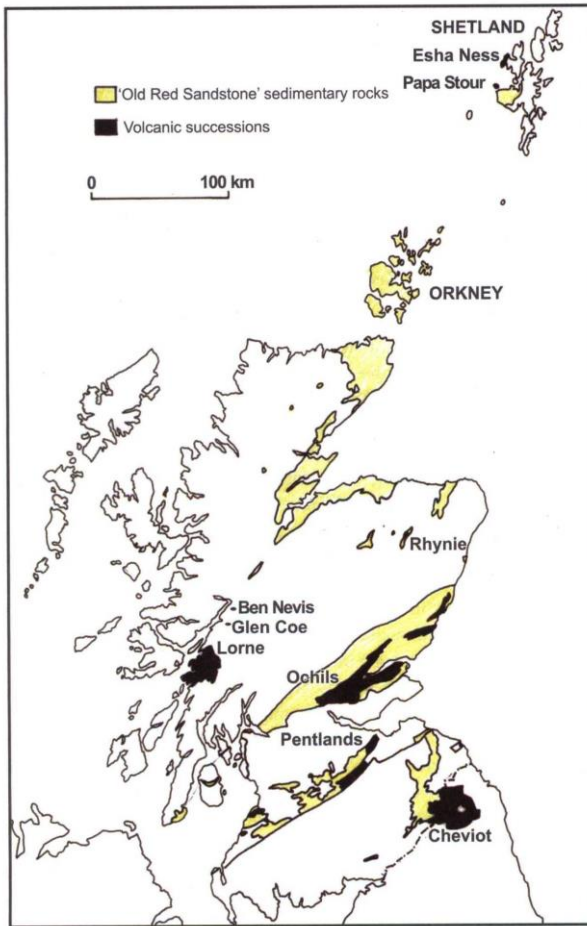 SHETLAND
Esha Ness
Papa Stour
'Old Red Sandstone' sedimentary rocks
Volcanic successions
0 100 km
ORKNEY
Rhynie
Ben Nevis
Glen Coe
Lorne
Ochils
Pentlands
Cheviot